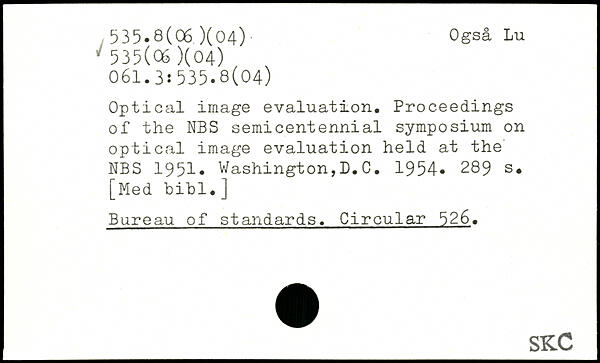 535.8(06)(04) Også Lu
535(06)(04)
061.3:535.8(04)
Optical image evaluation. Proceedings
of the NBS semicentennial symposium on
optical image evaluation held at the
NBS 1951. Washington,D.C. 1954. 289 s.
[Med bibl.]
Bureau of standards. Circular 526.
SKC